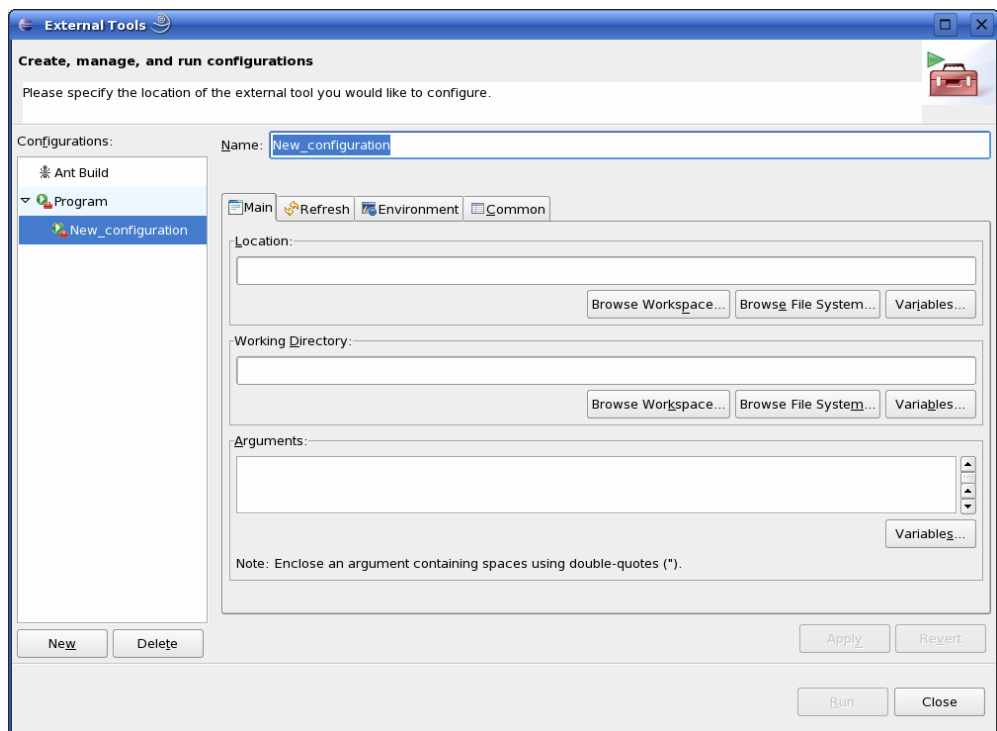 External Tools
Create, manage, and run configurations
Please specify the location of the external tool you would like to configure.
Configurations:
Name: New_configuration
Ant Build
Program
New_configuration
Main Refresh Environment Common
Location:
Browse Workspace... Browse File System... Variables...
Working Directory:
Browse Workspace... Browse File System... Variables...
Arguments:
Variables...
Note: Enclose an argument containing spaces using double-quotes (").
New Delete
Apply Revert
Run Close